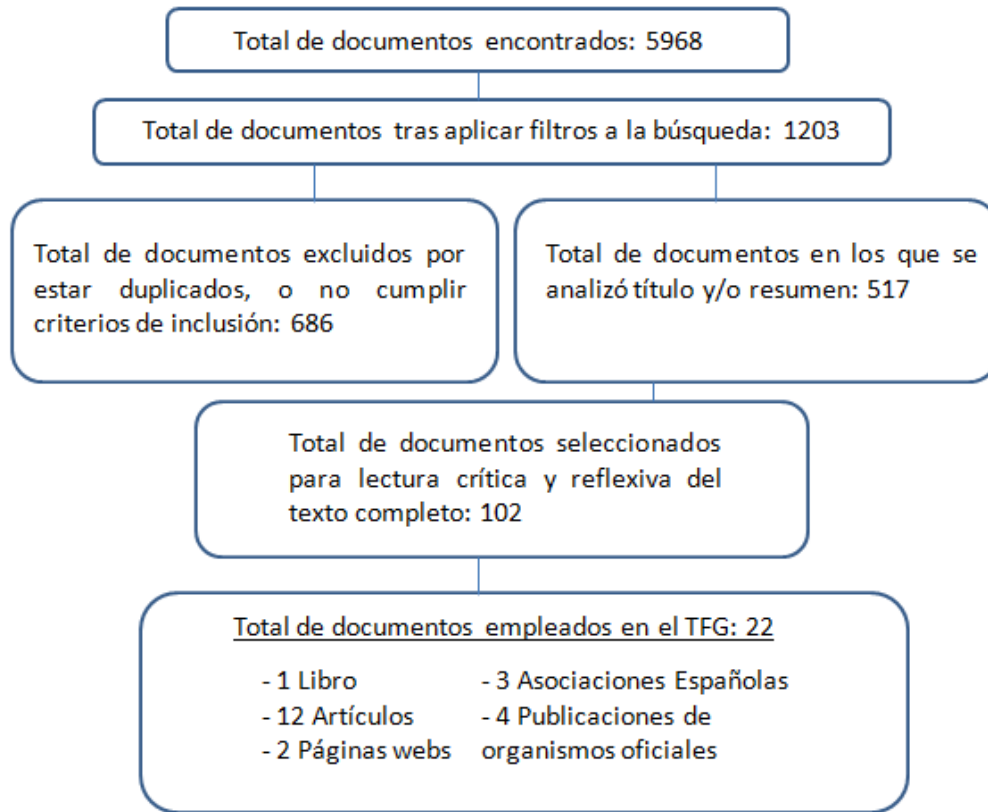 Total de documentos encontrados: 5968
Total de documentos tras aplicar filtros a la búsqueda: 1203
Total de documentos excluidos por
estar duplicados, o no cumplir
criterios de inclusión: 686
Total de documentos en los que se
analizó título y/o resumen: 517
Total de documentos seleccionados
para lectura crítica y reflexiva del
texto completo: 102
Total de documentos empleados en el TFG: 22
- 1 Libro
- 12 Artículos
- 2 Páginas webs
- 3 Asociaciones Españolas
- 4 Publicaciones de
organismos oficiales